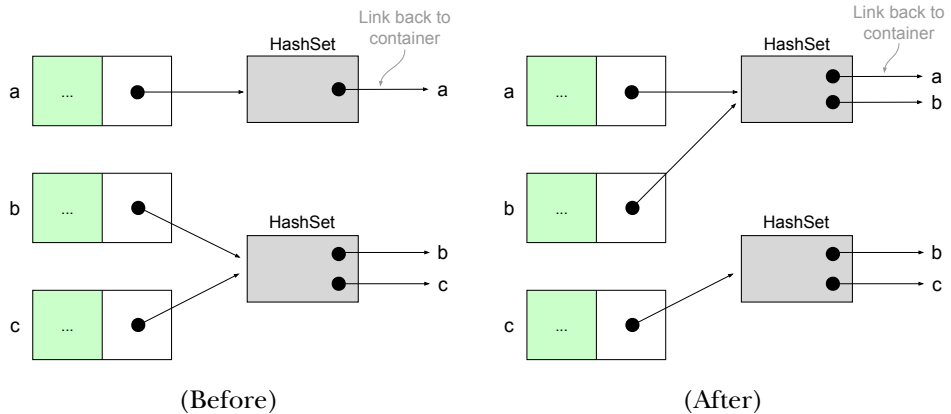 Link back to
container
HashSet
a
...
a
b
...
HashSet
b
c
c
...
(Before)
Link back to
container
HashSet
a
...
a
b
b
...
HashSet
b
c
c
...
(After)